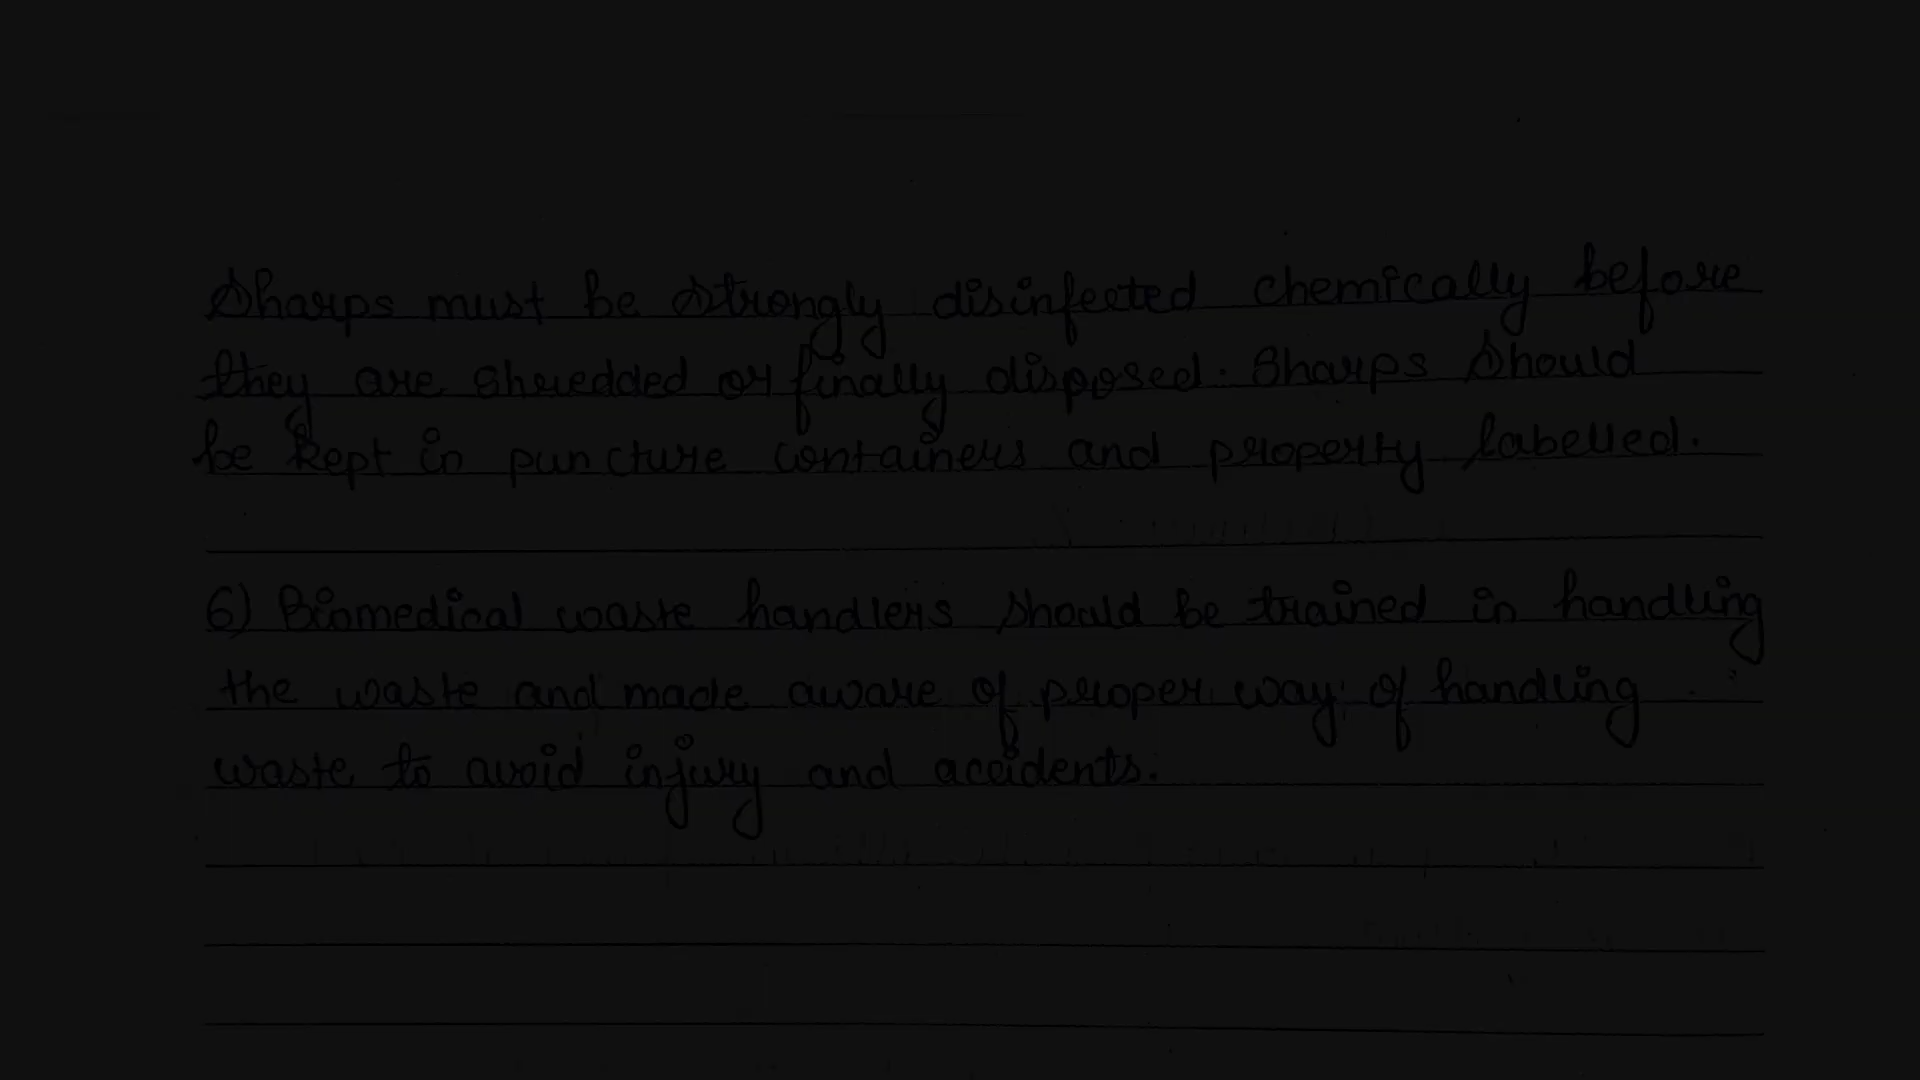 Sharps must be strongly disinfected chemically before
they are shredded or finally disposed. Sharps should
be kept in puncture containers and property labelled.
6) Biomedical waste handlers should be trained in handling
the waste and made aware of proper way of handling
waste to avoid injury and accidents.